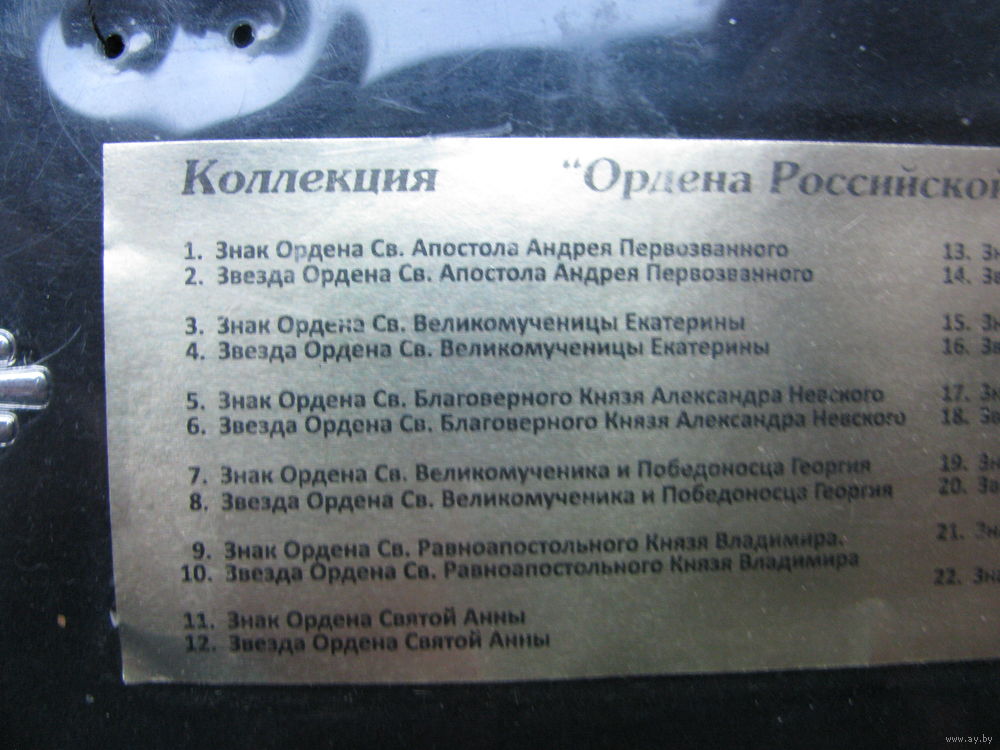 Коллекция "Ордена Российской
1. Знак Ордена Св. Апостола Андрея Первозванного
2. Звезда Ордена Св. Апостола Андрея Первозванного
3. Знак Ордена Св. Великомученицы Екатерины
4. Звезда Ордена Св. Великомученицы Екатерины
5. Знак Ордена Св. Благоверного Князя Александра Невского
6. Звезда Ордена Св. Благоверного Князя Александра Невского
7. Знак Ордена Св. Великомученика и Победоносца Георгия
8. Звезда Ордена Св. Великомученика и Победоносца Георгия
9. Знак Ордена Св. Равноапостольного Князя Владимира.
10. Звезда Ордена Св. Равноапостольного Князя Владимира
11. Знак Ордена Святой Анны
12. Звезда Ордена Святой Анны
13.
14.
15.
16.
17.
18.
19.
20.
21.
22.
www.ay.by